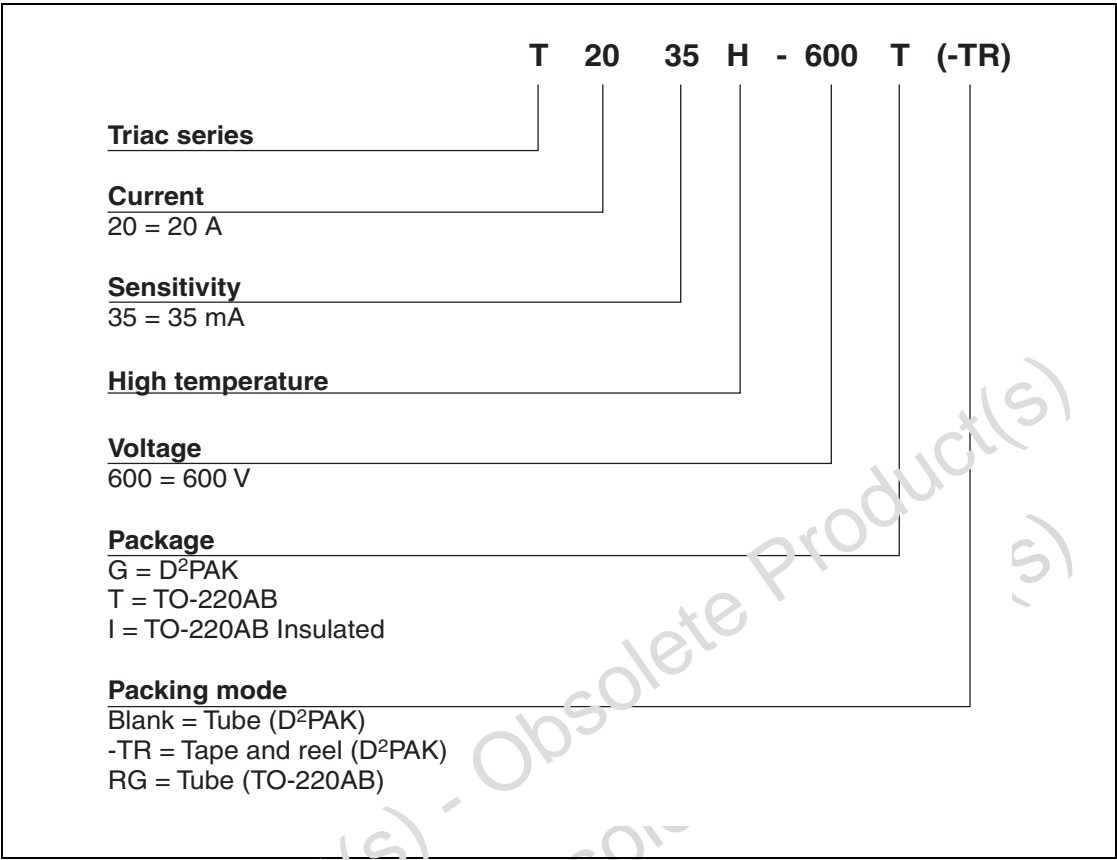 T 20 35 H - 600 T (-TR)
Triac series
Current
20 = 20 A
Sensitivity
35 = 35 mA
High temperature
Voltage
600 = 600 V
Package
G = D²PAK
T = TO-220AB
I = TO-220AB Insulated
Packing mode
Blank = Tube (D²PAK)
-TR = Tape and reel (D²PAK)
RG = Tube (TO-220AB)
(s) - Obsolete Product(s)